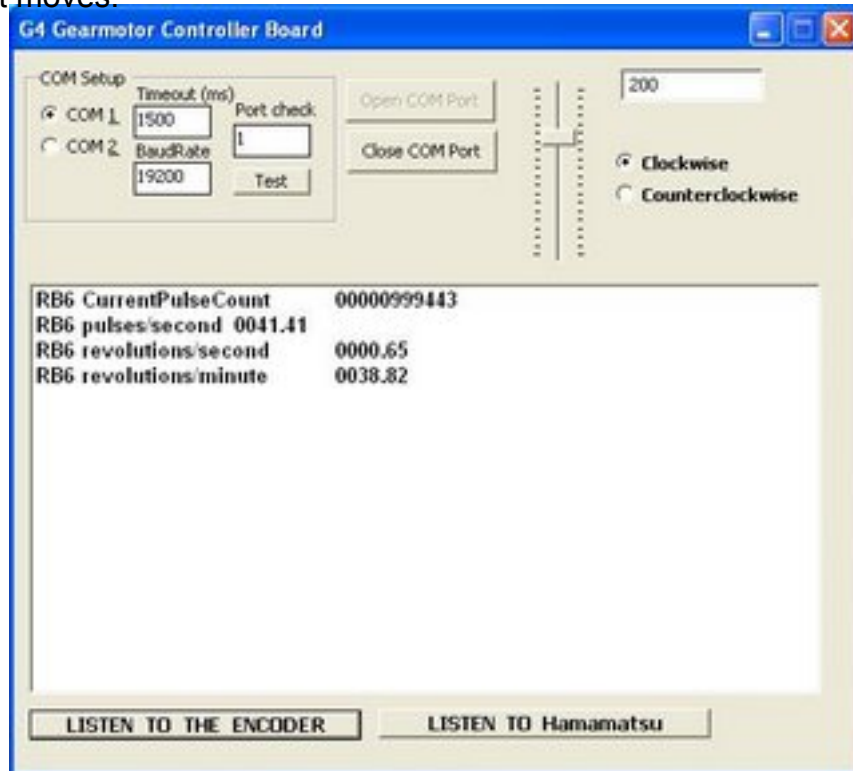 t moves.
G4 Gearmotor Controller Board
COM Setup
Timeout (ms)
Port check
COM 1
1500
1
COM 2
BaudRate
19200
Test
Open COM Port
Close COM Port
200
Clockwise
Counterclockwise
RB6 CurrentPulseCount 00000999443
RB6 pulses/second 0041.41
RB6 revolutions/second 0000.65
RB6 revolutions/minute 0038.82
LISTEN TO THE ENCODER
LISTEN TO Hamamatsu